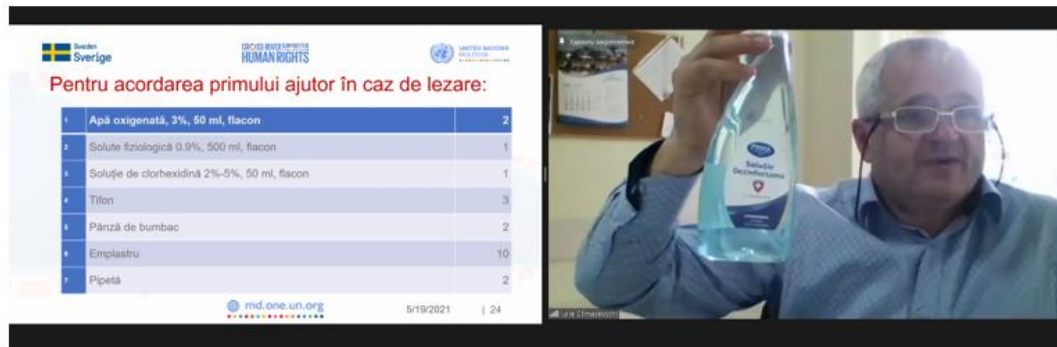 Sweden
Sverige
CROSS-RIVER SUPPORT TO
HUMAN RIGHTS
UNITED NATIONS
MOLDOVA
Pentru acordarea primului ajutor în caz de lezare:
1 Apă oxigenată, 3%, 50 ml, flacon 2
2 Solute fiziologică 0.9%, 500 ml, flacon 1
3 Soluție de clorhexidină 2%-5%, 50 ml, flacon 1
4 Tifon 3
5 Pânză de bumbac 2
6 Emplastru 10
7 Pipetă 2
md.one.un.org
5/19/2021 | 24
Удалить закрепление
Soluție
Dezinfectantă